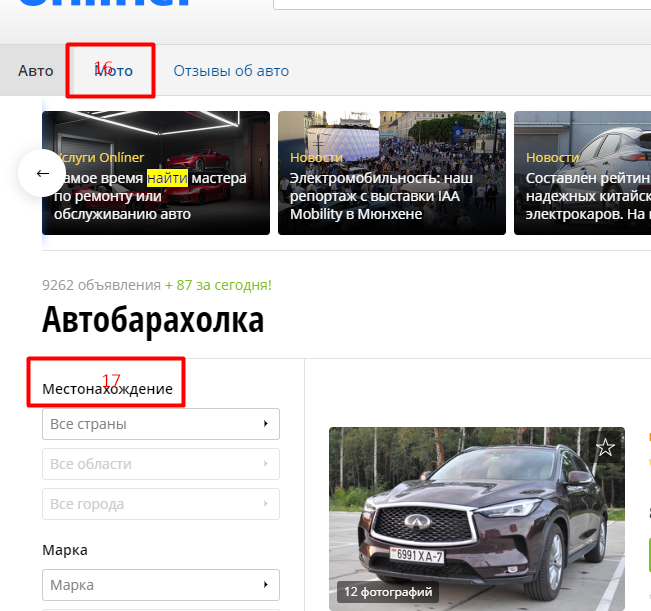 Onliner
Авто
Мото
16
Отзывы об авто
Услуги Onlíner
Самое время найти мастера
по ремонту или
обслуживанию авто
Новости
Электромобильность: наш
репортаж с выставки IAA
Mobility в Мюнхене
Новости
Составлен рейтин
надежных китайск
электрокаров. На
9262 объявления + 87 за сегодня!
Автобарахолка
17
Местонахождение
Все страны
Все области
Все города
Марка
Марка
6991 XA-7
12 фотографий